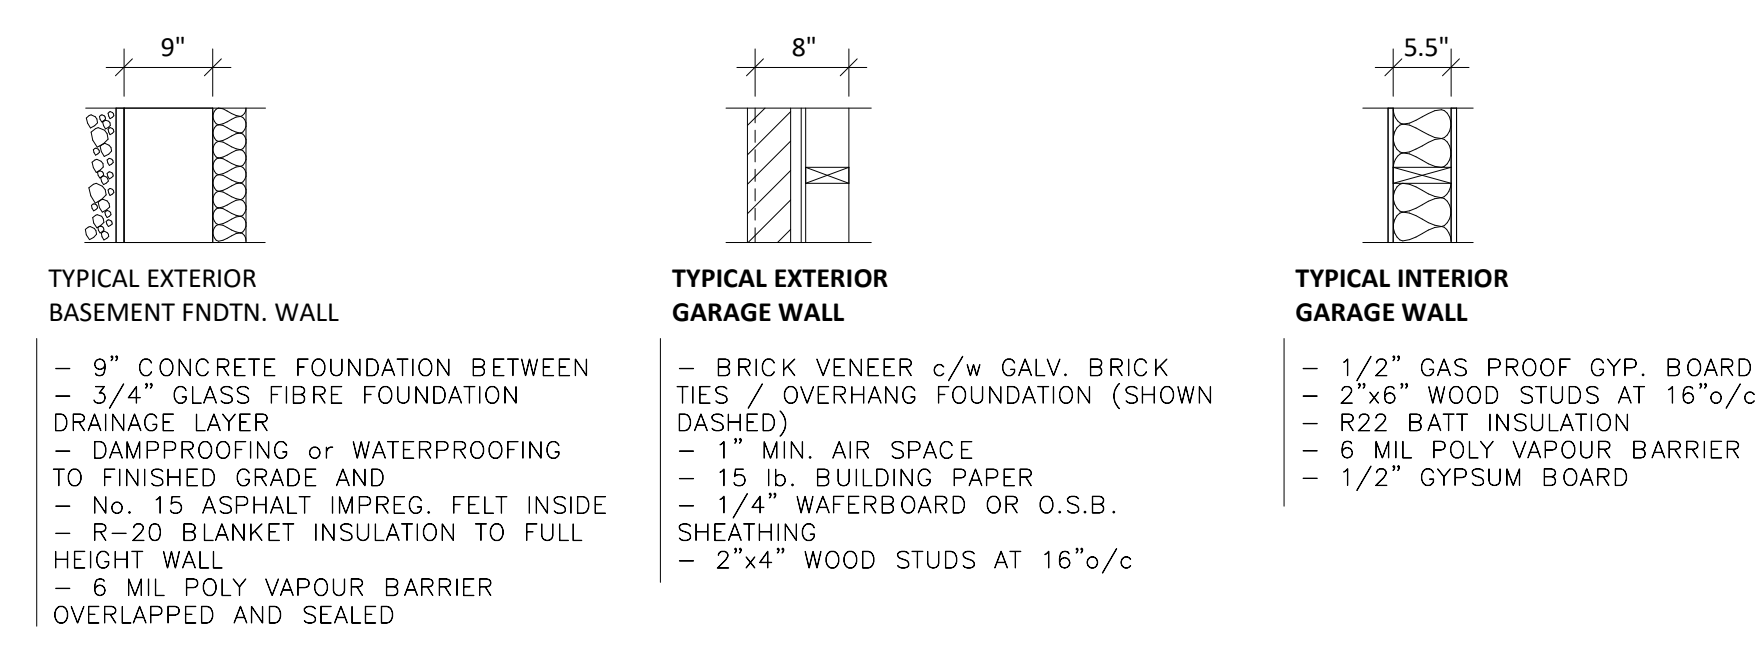 9"
TYPICAL EXTERIOR
BASEMENT FNDTN. WALL
– 9" CONCRETE FOUNDATION BETWEEN
– 3/4" GLASS FIBRE FOUNDATION
DRAINAGE LAYER
– DAMPPROOFING or WATERPROOFING
TO FINISHED GRADE AND
– No. 15 ASPHALT IMPREG. FELT INSIDE
– R–20 BLANKET INSULATION TO FULL
HEIGHT WALL
– 6 MIL POLY VAPOUR BARRIER
OVERLAPPED AND SEALED
8"
TYPICAL EXTERIOR
GARAGE WALL
– BRICK VENEER c/w GALV. BRICK
TIES / OVERHANG FOUNDATION (SHOWN
DASHED)
– 1" MIN. AIR SPACE
– 15 lb. BUILDING PAPER
– 1/4" WAFERBOARD OR O.S.B.
SHEATHING
– 2"x4" WOOD STUDS AT 16"o/c
5.5"
TYPICAL INTERIOR
GARAGE WALL
– 1/2" GAS PROOF GYP. BOARD
– 2"x6" WOOD STUDS AT 16"o/c
– R22 BATT INSULATION
– 6 MIL POLY VAPOUR BARRIER
– 1/2" GYPSUM BOARD